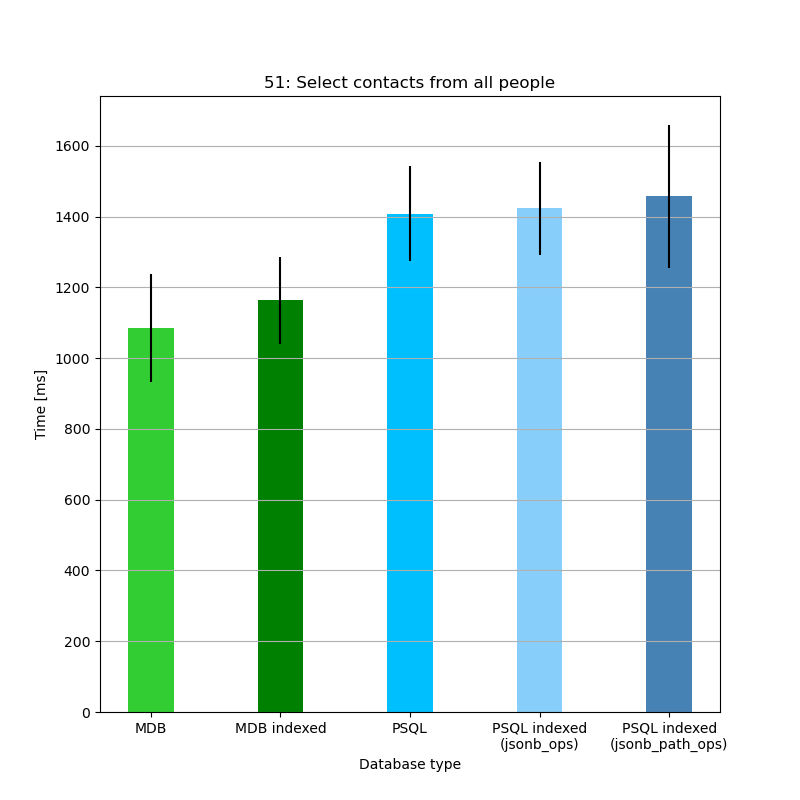 51: Select contacts from all people
1600
1400
1200
1000
800
600
400
200
0
Time [ms]
MDB
MDB indexed
PSQL
PSQL indexed
(jsonb_ops)
PSQL indexed
(jsonb_path_ops)
Database type